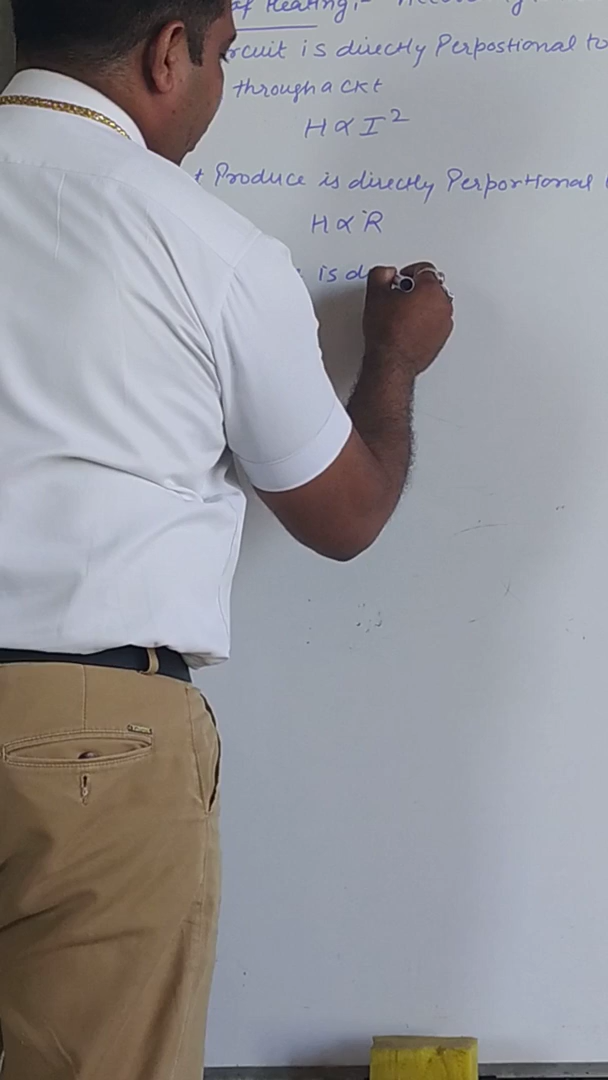 of Heating,-
rcuit is directly Perpostional to
through a ckt
H ∝ I²
t Produce is directly Perportional
H ∝ R
is d